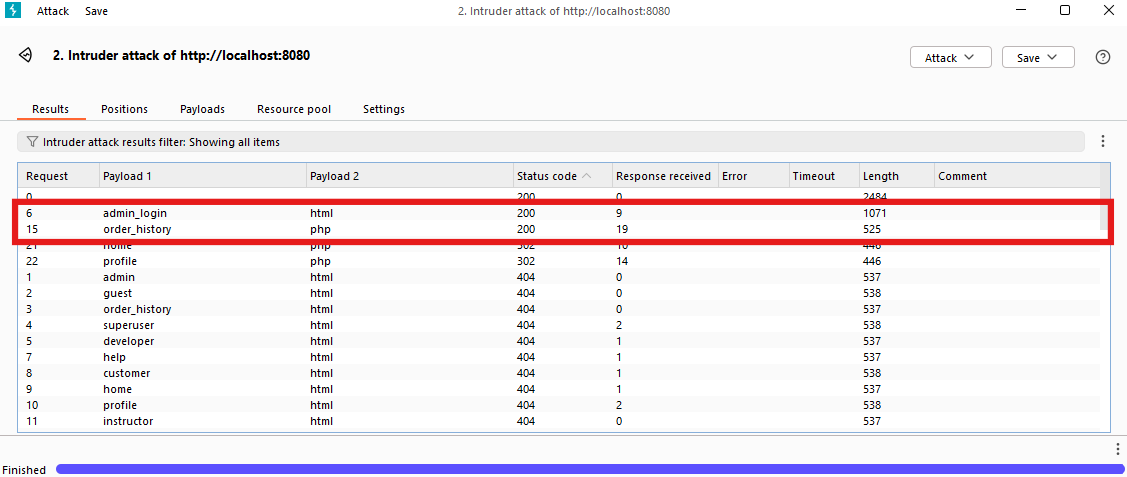 Attack Save 2. Intruder attack of http://localhost:8080
2. Intruder attack of http://localhost:8080 Attack Save
Results Positions Payloads Resource pool Settings
Intruder attack results filter: Showing all items
Request Payload 1 Payload 2 Status code Response received Error Timeout Length Comment
0 200 0 2484
6 admin_login html 200 9 1071
15 order_history php 200 19 525
21 home php 302 10 446
22 profile php 302 14 446
1 admin html 404 0 537
2 guest html 404 0 538
3 order_history html 404 0 537
4 superuser html 404 2 538
5 developer html 404 1 537
7 help html 404 1 537
8 customer html 404 1 538
9 home html 404 1 537
10 profile html 404 2 538
11 instructor html 404 0 537
Finished